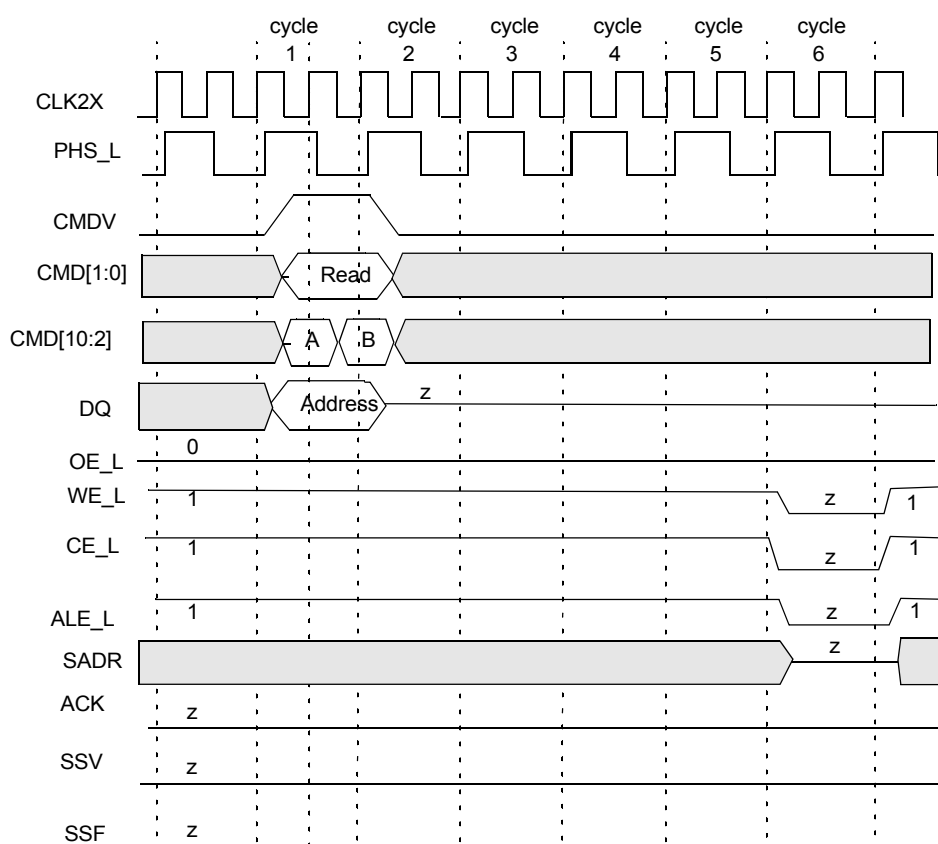 cycle cycle cycle cycle cycle cycle
1 2 3 4 5 6
CLK2X
PHS_L
CMDV
CMD[1:0] Read
CMD[10:2] A B
DQ Address z
OE_L 0
WE_L 1 z 1
CE_L 1 z 1
ALE_L 1 z 1
SADR z
ACK z
SSV z
SSF z